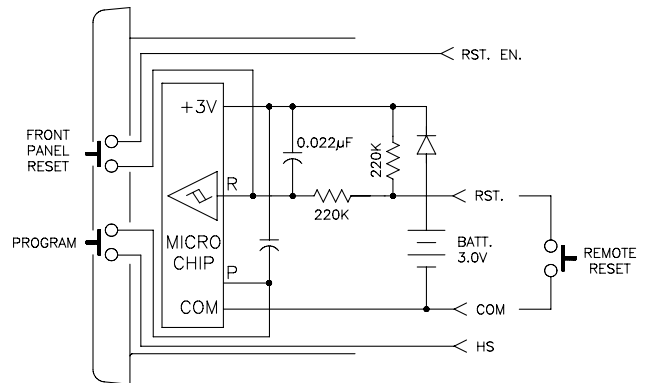 RST. EN.
+3V
0.022µF
220K
FRONT
PANEL
RESET
R
220K
RST.
PROGRAM
MICRO
CHIP
BATT.
3.0V
REMOTE
RESET
P
COM
COM
HS